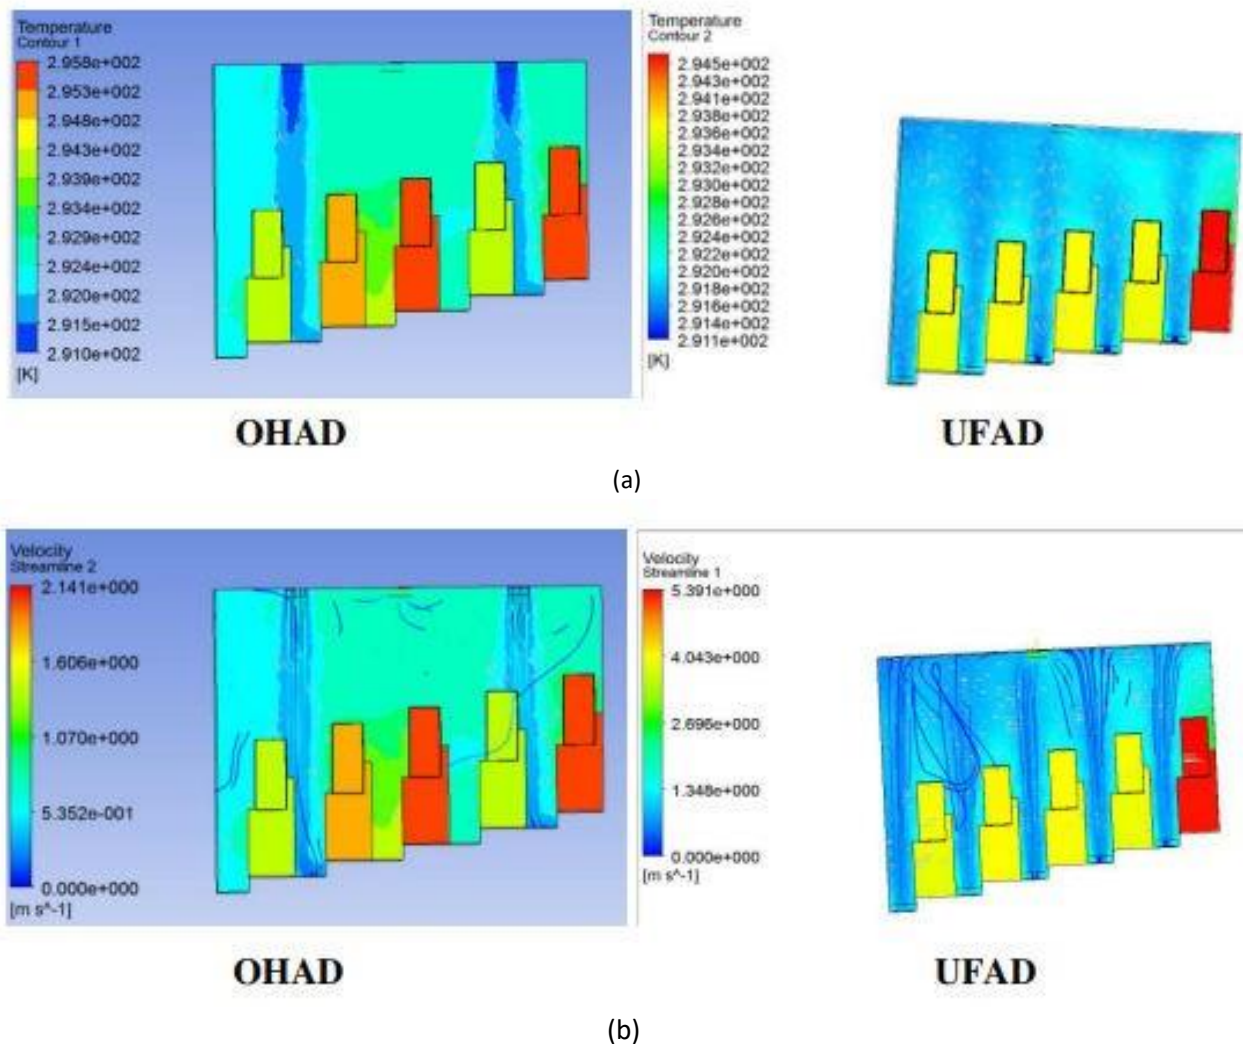 Temperature
Contour 1
2.958e+002
2.953e+002
2.948e+002
2.943e+002
2.939e+002
2.934e+002
2.929e+002
2.924e+002
2.920e+002
2.915e+002
2.910e+002
[K]
Temperature
Contour 2
2.945e+002
2.943e+002
2.941e+002
2.938e+002
2.936e+002
2.934e+002
2.932e+002
2.930e+002
2.928e+002
2.926e+002
2.924e+002
2.922e+002
2.920e+002
2.918e+002
2.916e+002
2.914e+002
2.911e+002
[K]
OHAD
UFAD
(a)
Velocity
Streamline 2
2.141e+000
1.606e+000
1.070e+000
5.352e-001
0.000e+000
[m s^-1]
Velocity
Streamline 1
5.391e+000
4.043e+000
2.696e+000
1.348e+000
0.000e+000
[m s^-1]
OHAD
UFAD
(b)